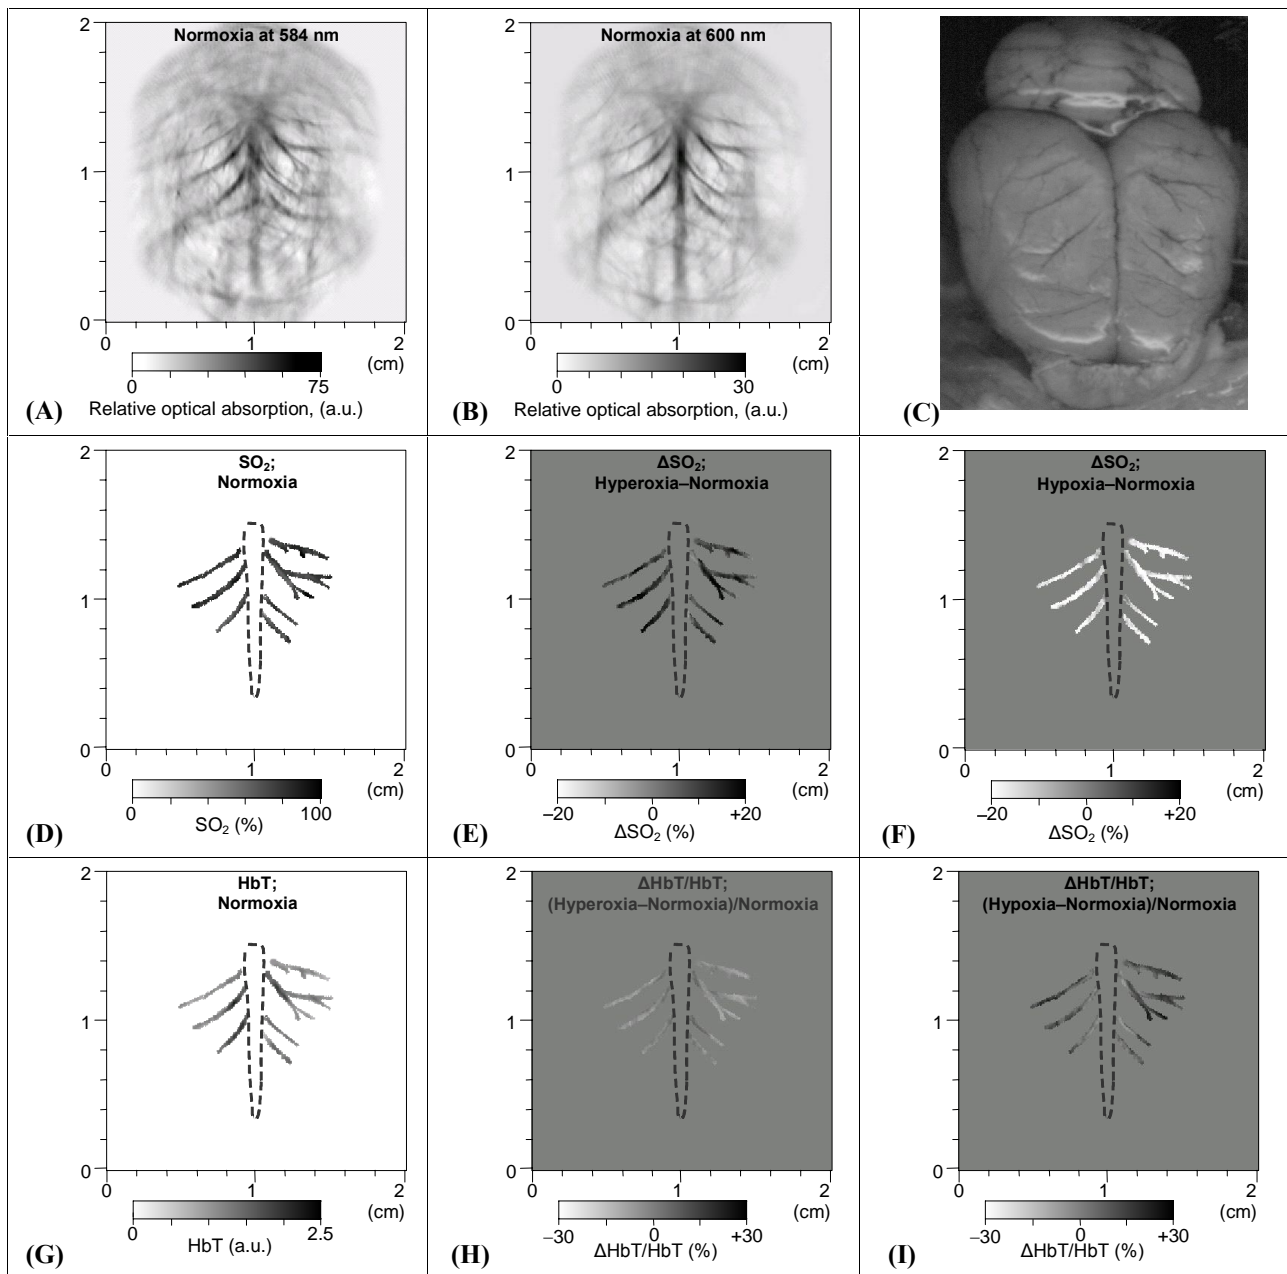 2
Normoxia at 584 nm
1
0
0
1
2
(cm)
0
75
Relative optical absorption, (a.u.)
(A)
2
Normoxia at 600 nm
1
0
0
1
2
(cm)
0
30
Relative optical absorption, (a.u.)
(B)
(C)
2
SO₂;
Normoxia
1
0
0
1
2
(cm)
0
100
SO₂ (%)
(D)
2
ΔSO₂;
Hyperoxia–Normoxia
1
0
0
1
2
(cm)
–20
0
+20
ΔSO₂ (%)
(E)
2
ΔSO₂;
Hypoxia–Normoxia
1
0
0
1
2
(cm)
–20
0
+20
ΔSO₂ (%)
(F)
2
HbT;
Normoxia
1
0
0
1
2
(cm)
0
2.5
HbT (a.u.)
(G)
2
ΔHbT/HbT;
(Hyperoxia–Normoxia)/Normoxia
1
0
0
1
2
(cm)
–30
0
+30
ΔHbT/HbT (%)
(H)
2
ΔHbT/HbT;
(Hypoxia–Normoxia)/Normoxia
1
0
0
1
2
(cm)
–30
0
+30
ΔHbT/HbT (%)
(I)